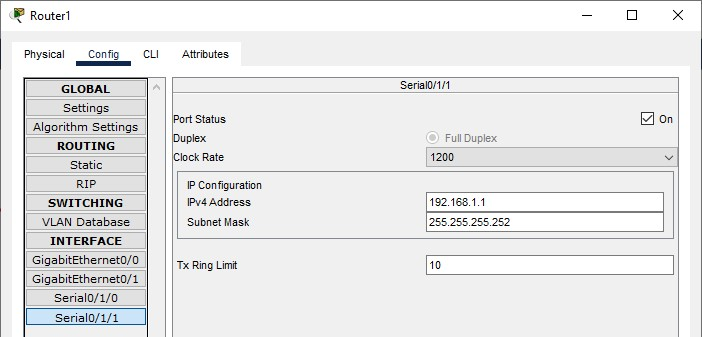 Router1
Physical Config CLI Attributes
GLOBAL
Settings
Algorithm Settings
ROUTING
Static
RIP
SWITCHING
VLAN Database
INTERFACE
GigabitEthernet0/0
GigabitEthernet0/1
Serial0/1/0
Serial0/1/1
Serial0/1/1
Port Status On
Duplex Full Duplex
Clock Rate 1200
IP Configuration
IPv4 Address 192.168.1.1
Subnet Mask 255.255.255.252
Tx Ring Limit 10